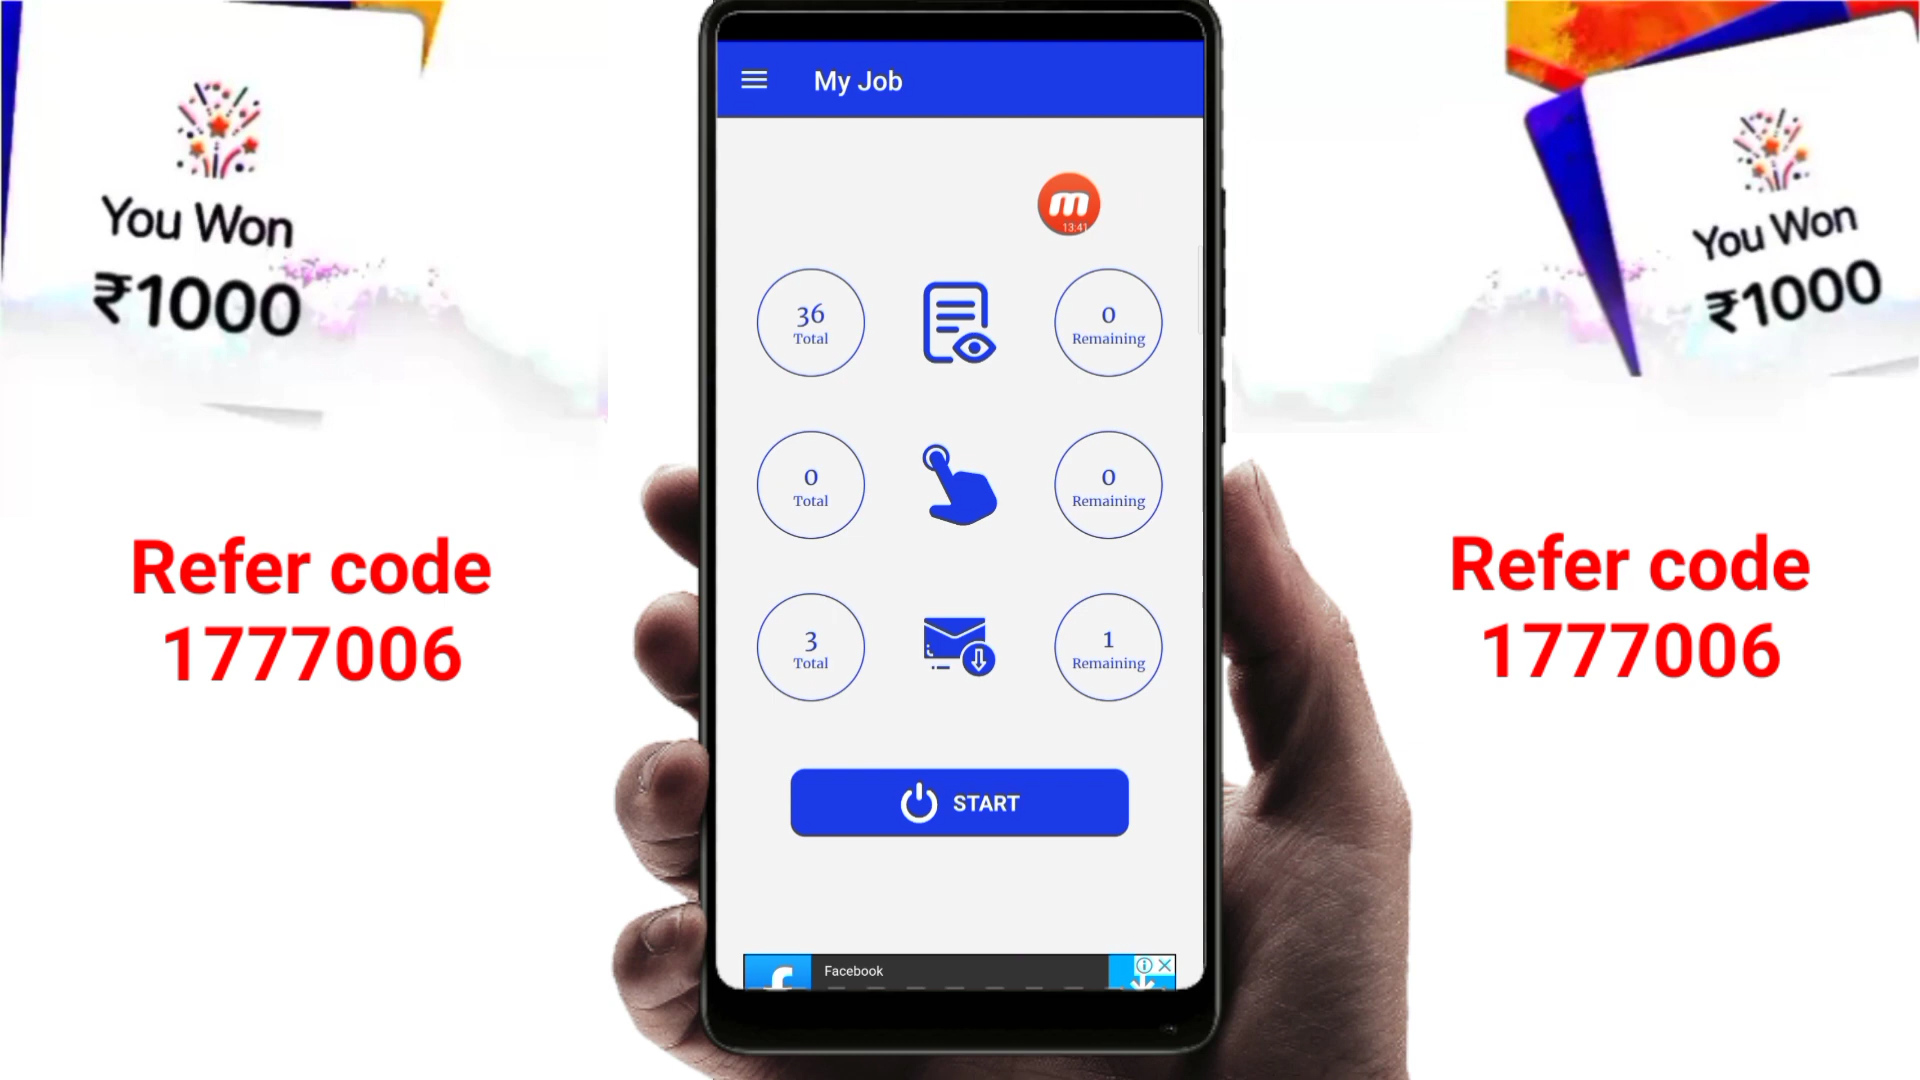 You Won
₹1000
Refer code
1777006
My Job
m
13:41
36
Total
0
Remaining
0
Total
0
Remaining
3
Total
1
Remaining
START
Facebook
You Won
₹1000
Refer code
1777006